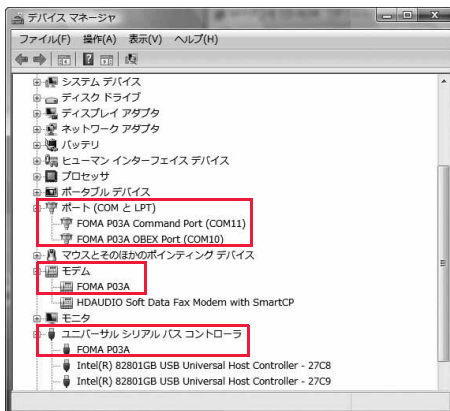 デバイス マネージャ
ファイル(F) 操作(A) 表示(V) ヘルプ(H)
システム デバイス
ディスク ドライブ
ディスプレイ アダプタ
ネットワーク アダプタ
バッテリ
ヒューマン インターフェイス デバイス
プロセッサ
ポータブル デバイス
ポート (COM と LPT)
FOMA P03A Command Port (COM11)
FOMA P03A OBEX Port (COM10)
マウスとそのほかのポインティング デバイス
モデム
FOMA P03A
HDAUDIO Soft Data Fax Modem with SmartCP
モニタ
ユニバーサル シリアル バス コントローラ
FOMA P03A
Intel(R) 82801GB USB Universal Host Controller - 27C8
Intel(R) 82801GB USB Universal Host Controller - 27C9